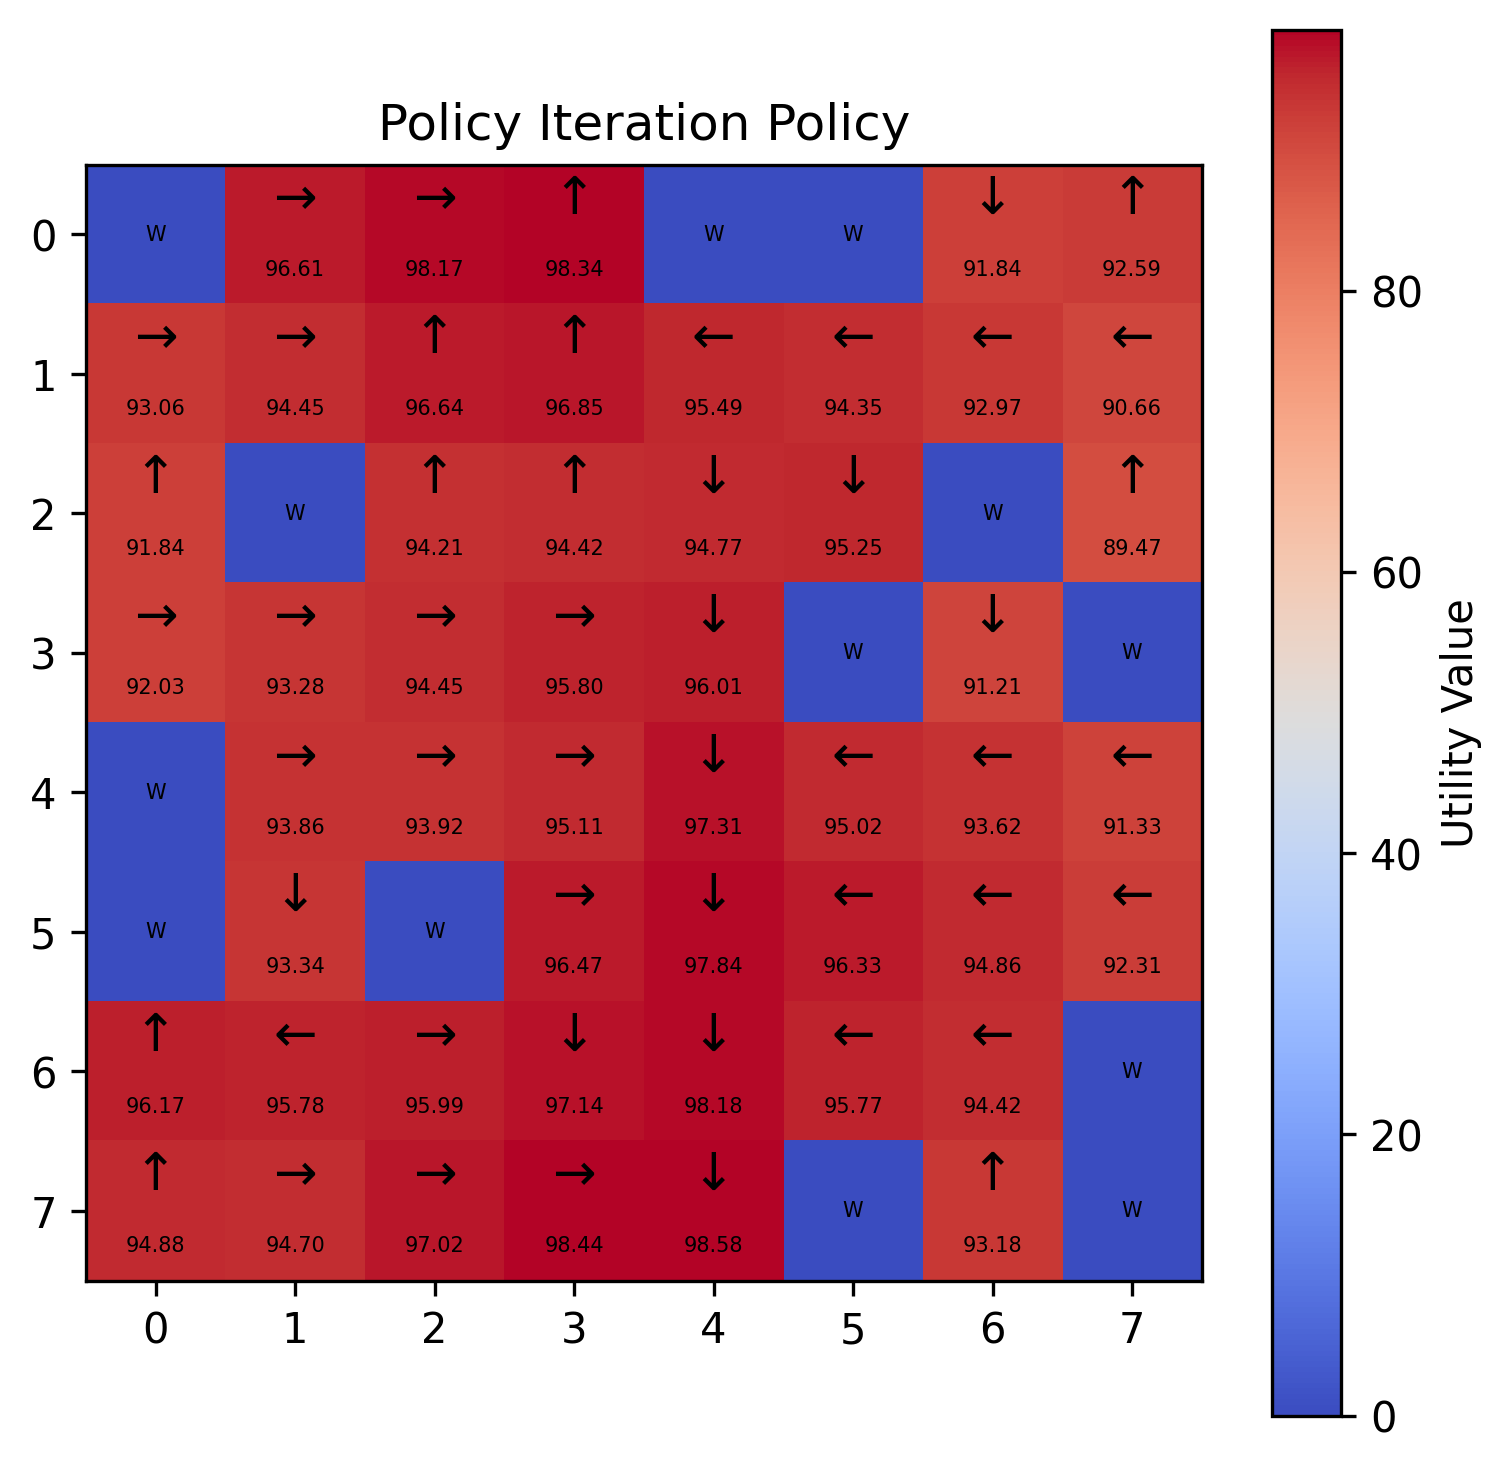 Policy Iteration Policy
0 W → → ↑ W W ↓ ↑
96.61 98.17 98.34 91.84 92.59
1 → → ↑ ↑ ← ← ← ←
93.06 94.45 96.64 96.85 95.49 94.35 92.97 90.66
2 ↑ W ↑ ↑ ↓ ↓ W ↑
91.84 94.21 94.42 94.77 95.25 89.47
3 → → → → ↓ W ↓ W
92.03 93.28 94.45 95.80 96.01 91.21
4 W → → → ↓ ← ← ←
93.86 93.92 95.11 97.31 95.02 93.62 91.33
5 W ↓ W → ↓ ← ← ←
93.34 96.47 97.84 96.33 94.86 92.31
6 ↑ ← → ↓ ↓ ← ← W
96.17 95.78 95.99 97.14 98.18 95.77 94.42
7 ↑ → → → ↓ W ↑ W
94.88 94.70 97.02 98.44 98.58 93.18
0 1 2 3 4 5 6 7
80
60
40
20
0
Utility Value